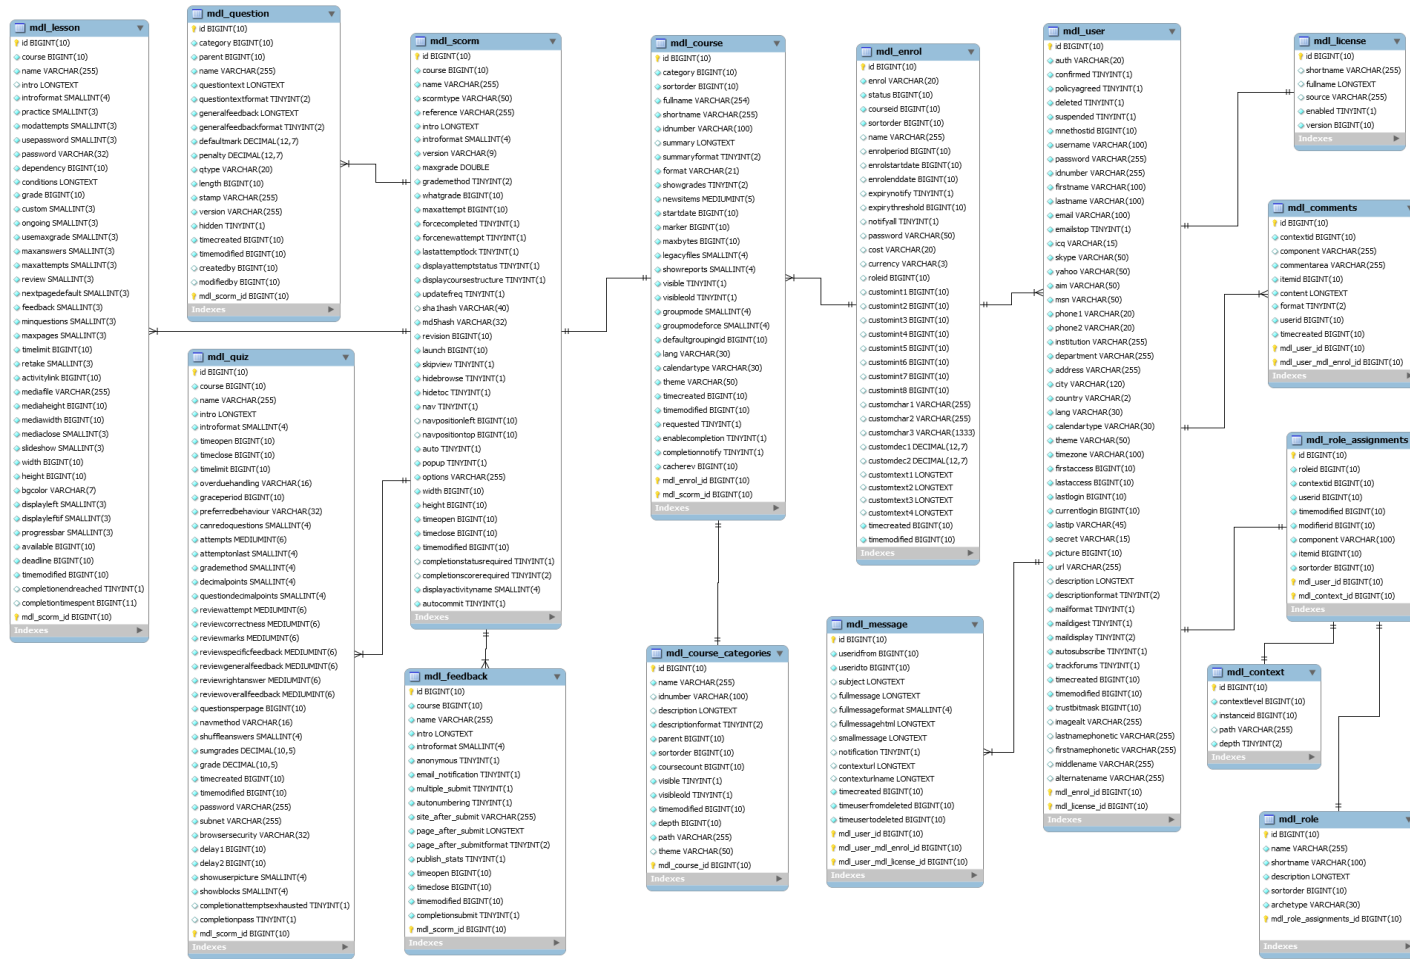 mdl_lesson
id BIGINT(10)
course BIGINT(10)
name VARCHAR(255)
intro LONGTEXT
introformat SMALLINT(4)
practice SMALLINT(3)
modattempts SMALLINT(3)
usepassword SMALLINT(3)
password VARCHAR(32)
dependency BIGINT(10)
conditions LONGTEXT
grade BIGINT(10)
custom SMALLINT(3)
ongoing SMALLINT(3)
usemaxgrade SMALLINT(3)
maxanswers SMALLINT(3)
maxattempts SMALLINT(3)
review SMALLINT(3)
nextpagedefault SMALLINT(3)
feedback SMALLINT(3)
minquestions SMALLINT(3)
maxpages SMALLINT(3)
timelimit BIGINT(10)
retake SMALLINT(3)
activitylink BIGINT(10)
mediafile VARCHAR(255)
mediaheight BIGINT(10)
mediawidth BIGINT(10)
mediaclose SMALLINT(3)
slideshow SMALLINT(3)
width BIGINT(10)
height BIGINT(10)
bgcolor VARCHAR(7)
displayleft SMALLINT(3)
displayleftif SMALLINT(3)
progressbar SMALLINT(3)
available BIGINT(10)
deadline BIGINT(10)
timemodified BIGINT(10)
completionendreached TINYINT(1)
completiontimespent BIGINT(11)
mdl_scorm_id BIGINT(10)
Indexes
mdl_question
id BIGINT(10)
category BIGINT(10)
parent BIGINT(10)
name VARCHAR(255)
questiontext LONGTEXT
questiontextformat TINYINT(2)
generalfeedback LONGTEXT
generalfeedbackformat TINYINT(2)
defaultmark DECIMAL(12,7)
penalty DECIMAL(12,7)
qtype VARCHAR(20)
length BIGINT(10)
stamp VARCHAR(255)
version VARCHAR(255)
hidden TINYINT(1)
timecreated BIGINT(10)
timemodified BIGINT(10)
createdby BIGINT(10)
modifiedby BIGINT(10)
mdl_scorm_id BIGINT(10)
Indexes
mdl_quiz
id BIGINT(10)
course BIGINT(10)
name VARCHAR(255)
intro LONGTEXT
introformat SMALLINT(4)
timeopen BIGINT(10)
timeclose BIGINT(10)
timelimit BIGINT(10)
overduehandling VARCHAR(16)
graceperiod BIGINT(10)
preferredbehaviour VARCHAR(32)
canredoquestions SMALLINT(4)
attempts MEDIUMINT(6)
attemptonlast SMALLINT(4)
grademethod SMALLINT(4)
decimalpoints SMALLINT(4)
questiondecimalpoints SMALLINT(4)
reviewattempt MEDIUMINT(6)
reviewcorrectness MEDIUMINT(6)
reviewmarks MEDIUMINT(6)
reviewspecificfeedback MEDIUMINT(6)
reviewgeneralfeedback MEDIUMINT(6)
reviewrightanswer MEDIUMINT(6)
reviewoverallfeedback MEDIUMINT(6)
questionsperpage BIGINT(10)
navmethod VARCHAR(16)
shuffleanswers SMALLINT(4)
sumgrades DECIMAL(10,5)
grade DECIMAL(10,5)
timecreated BIGINT(10)
timemodified BIGINT(10)
password VARCHAR(255)
subnet VARCHAR(255)
browsersecurity VARCHAR(32)
delay1 BIGINT(10)
delay2 BIGINT(10)
showuserpicture SMALLINT(4)
showblocks SMALLINT(4)
completionattemptsexhausted TINYINT(1)
completionpass TINYINT(1)
mdl_scorm_id BIGINT(10)
Indexes
mdl_scorm
id BIGINT(10)
course BIGINT(10)
name VARCHAR(255)
scormtype VARCHAR(50)
reference VARCHAR(255)
intro LONGTEXT
introformat SMALLINT(4)
version VARCHAR(9)
maxgrade DOUBLE
grademethod TINYINT(2)
whatgrade BIGINT(10)
maxattempt BIGINT(10)
forcecompleted TINYINT(1)
forcenewattempt TINYINT(1)
lastattemptlock TINYINT(1)
displayattemptstatus TINYINT(1)
displaycoursestructure TINYINT(1)
updatefreq TINYINT(1)
sha1hash VARCHAR(40)
md5hash VARCHAR(32)
revision BIGINT(10)
launch BIGINT(10)
skipview TINYINT(1)
hidebrowse TINYINT(1)
hidetoc TINYINT(1)
nav TINYINT(1)
navpositionleft BIGINT(10)
navpositiontop BIGINT(10)
auto TINYINT(1)
popup TINYINT(1)
options VARCHAR(255)
width BIGINT(10)
height BIGINT(10)
timeopen BIGINT(10)
timeclose BIGINT(10)
timemodified BIGINT(10)
completionstatusrequired TINYINT(1)
completionscorerequired TINYINT(2)
displayactivityname SMALLINT(4)
autocommit TINYINT(1)
Indexes
mdl_feedback
id BIGINT(10)
course BIGINT(10)
name VARCHAR(255)
intro LONGTEXT
introformat SMALLINT(4)
anonymous TINYINT(1)
email_notification TINYINT(1)
multiple_submit TINYINT(1)
autonumbering TINYINT(1)
site_after_submit VARCHAR(255)
page_after_submit LONGTEXT
page_after_submitformat TINYINT(2)
publish_stats TINYINT(1)
timeopen BIGINT(10)
timeclose BIGINT(10)
timemodified BIGINT(10)
completionsubmit TINYINT(1)
mdl_scorm_id BIGINT(10)
Indexes
mdl_course
id BIGINT(10)
category BIGINT(10)
sortorder BIGINT(10)
fullname VARCHAR(254)
shortname VARCHAR(255)
idnumber VARCHAR(100)
summary LONGTEXT
summaryformat TINYINT(2)
format VARCHAR(21)
showgrades TINYINT(2)
newsitems MEDIUMINT(5)
startdate BIGINT(10)
marker BIGINT(10)
maxbytes BIGINT(10)
legacyfiles SMALLINT(4)
showreports SMALLINT(4)
visible TINYINT(1)
visibleold TINYINT(1)
groupmode SMALLINT(4)
groupmodeforce SMALLINT(4)
defaultgroupingid BIGINT(10)
lang VARCHAR(30)
calendartype VARCHAR(30)
theme VARCHAR(50)
timecreated BIGINT(10)
timemodified BIGINT(10)
requested TINYINT(1)
enablecompletion TINYINT(1)
completionnotify TINYINT(1)
cacherev BIGINT(10)
mdl_enrol_id BIGINT(10)
mdl_scorm_id BIGINT(10)
Indexes
mdl_course_categories
id BIGINT(10)
name VARCHAR(255)
idnumber VARCHAR(100)
description LONGTEXT
descriptionformat TINYINT(2)
parent BIGINT(10)
sortorder BIGINT(10)
coursecount BIGINT(10)
visible TINYINT(1)
visibleold TINYINT(1)
timemodified BIGINT(10)
depth BIGINT(10)
path VARCHAR(255)
theme VARCHAR(50)
mdl_course_id BIGINT(10)
Indexes
mdl_enrol
id BIGINT(10)
enrol VARCHAR(20)
status BIGINT(10)
courseid BIGINT(10)
sortorder BIGINT(10)
name VARCHAR(255)
enrolperiod BIGINT(10)
enrolstartdate BIGINT(10)
enrolenddate BIGINT(10)
expirynotify TINYINT(1)
expirythreshold BIGINT(10)
notifyall TINYINT(1)
password VARCHAR(50)
cost VARCHAR(20)
currency VARCHAR(3)
roleid BIGINT(10)
customint1 BIGINT(10)
customint2 BIGINT(10)
customint3 BIGINT(10)
customint4 BIGINT(10)
customint5 BIGINT(10)
customint6 BIGINT(10)
customint7 BIGINT(10)
customint8 BIGINT(10)
customchar1 VARCHAR(255)
customchar2 VARCHAR(255)
customchar3 VARCHAR(1333)
customdec1 DECIMAL(12,7)
customdec2 DECIMAL(12,7)
customtext1 LONGTEXT
customtext2 LONGTEXT
customtext3 LONGTEXT
customtext4 LONGTEXT
timecreated BIGINT(10)
timemodified BIGINT(10)
Indexes
mdl_message
id BIGINT(10)
useridfrom BIGINT(10)
useridto BIGINT(10)
subject LONGTEXT
fullmessage LONGTEXT
fullmessageformat SMALLINT(4)
fullmessagehtml LONGTEXT
smallmessage LONGTEXT
notification TINYINT(1)
contexturl LONGTEXT
contexturlname LONGTEXT
timecreated BIGINT(10)
timeuserfromdeleted BIGINT(10)
timeusertodeleted BIGINT(10)
mdl_user_id BIGINT(10)
mdl_user_mdl_enrol_id BIGINT(10)
mdl_user_mdl_license_id BIGINT(10)
Indexes
mdl_user
id BIGINT(10)
auth VARCHAR(20)
confirmed TINYINT(1)
policyagreed TINYINT(1)
deleted TINYINT(1)
suspended TINYINT(1)
mnethostid BIGINT(10)
username VARCHAR(100)
password VARCHAR(255)
idnumber VARCHAR(255)
firstname VARCHAR(100)
lastname VARCHAR(100)
email VARCHAR(100)
emailstop TINYINT(1)
icq VARCHAR(15)
skype VARCHAR(50)
yahoo VARCHAR(50)
aim VARCHAR(50)
msn VARCHAR(50)
phone1 VARCHAR(20)
phone2 VARCHAR(20)
institution VARCHAR(255)
department VARCHAR(255)
address VARCHAR(255)
city VARCHAR(120)
country VARCHAR(2)
lang VARCHAR(30)
calendartype VARCHAR(30)
theme VARCHAR(50)
timezone VARCHAR(100)
firstaccess BIGINT(10)
lastaccess BIGINT(10)
lastlogin BIGINT(10)
currentlogin BIGINT(10)
lastip VARCHAR(45)
secret VARCHAR(15)
picture BIGINT(10)
url VARCHAR(255)
description LONGTEXT
descriptionformat TINYINT(2)
mailformat TINYINT(1)
maildigest TINYINT(1)
maildisplay TINYINT(2)
autosubscribe TINYINT(1)
trackforums TINYINT(1)
timecreated BIGINT(10)
timemodified BIGINT(10)
trustbitmask BIGINT(10)
imagealt VARCHAR(255)
lastnamephonetic VARCHAR(255)
firstnamephonetic VARCHAR(255)
middlename VARCHAR(255)
alternatename VARCHAR(255)
mdl_enrol_id BIGINT(10)
mdl_license_id BIGINT(10)
Indexes
mdl_license
id BIGINT(10)
shortname VARCHAR(255)
fullname LONGTEXT
source VARCHAR(255)
enabled TINYINT(1)
version BIGINT(10)
Indexes
mdl_comments
id BIGINT(10)
contextid BIGINT(10)
component VARCHAR(255)
commentarea VARCHAR(255)
itemid BIGINT(10)
content LONGTEXT
format TINYINT(2)
userid BIGINT(10)
timecreated BIGINT(10)
mdl_user_id BIGINT(10)
mdl_user_mdl_enrol_id BIGINT(10)
Indexes
mdl_role_assignments
id BIGINT(10)
roleid BIGINT(10)
contextid BIGINT(10)
userid BIGINT(10)
timemodified BIGINT(10)
modifierid BIGINT(10)
component VARCHAR(100)
itemid BIGINT(10)
sortorder BIGINT(10)
mdl_user_id BIGINT(10)
mdl_context_id BIGINT(10)
Indexes
mdl_context
id BIGINT(10)
contextlevel BIGINT(10)
instanceid BIGINT(10)
path VARCHAR(255)
depth TINYINT(2)
Indexes
mdl_role
id BIGINT(10)
name VARCHAR(255)
shortname VARCHAR(100)
description LONGTEXT
sortorder BIGINT(10)
archetype VARCHAR(30)
mdl_role_assignments_id BIGINT(10)
Indexes